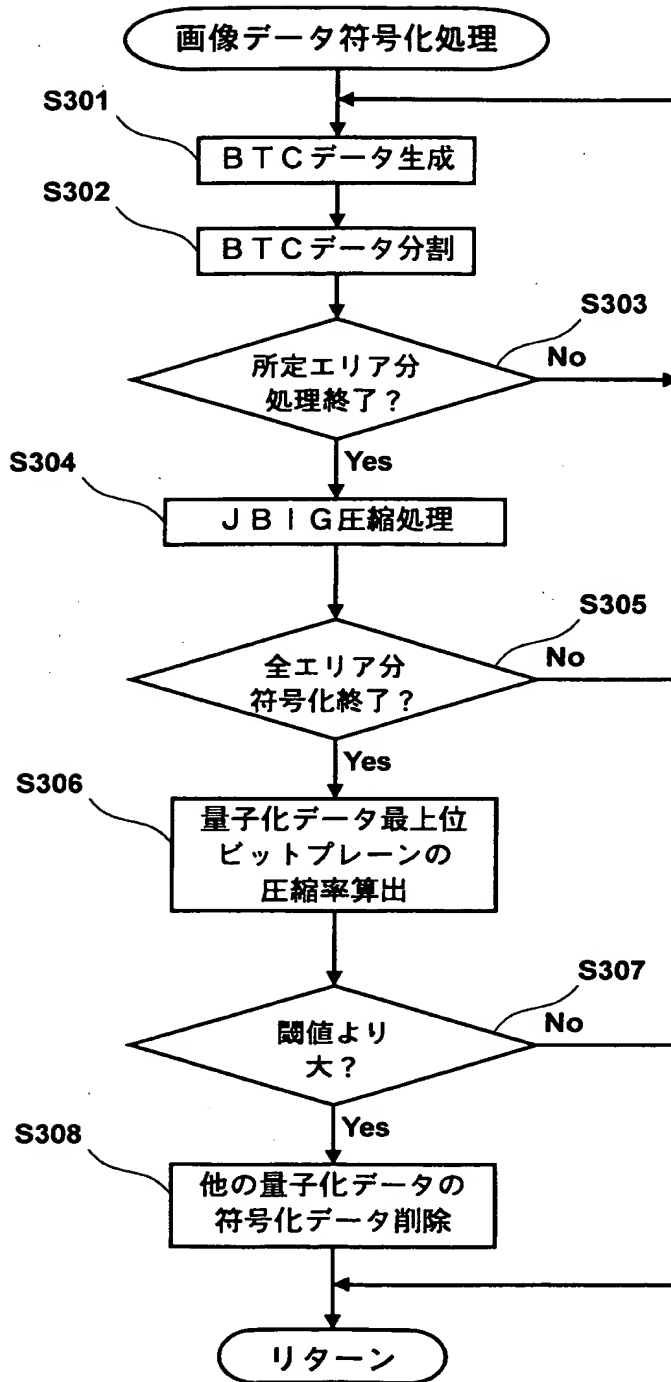 画像データ符号化処理
S301
BTCデータ生成
S302
BTCデータ分割
S303
所定エリア分
処理終了?
No
Yes
S304
JBIG圧縮処理
S305
全エリア分
符号化終了?
No
Yes
S306
量子化データ最上位
ビットプレーンの
圧縮率算出
S307
閾値より
大?
No
Yes
S308
他の量子化データの
符号化データ削除
リターン